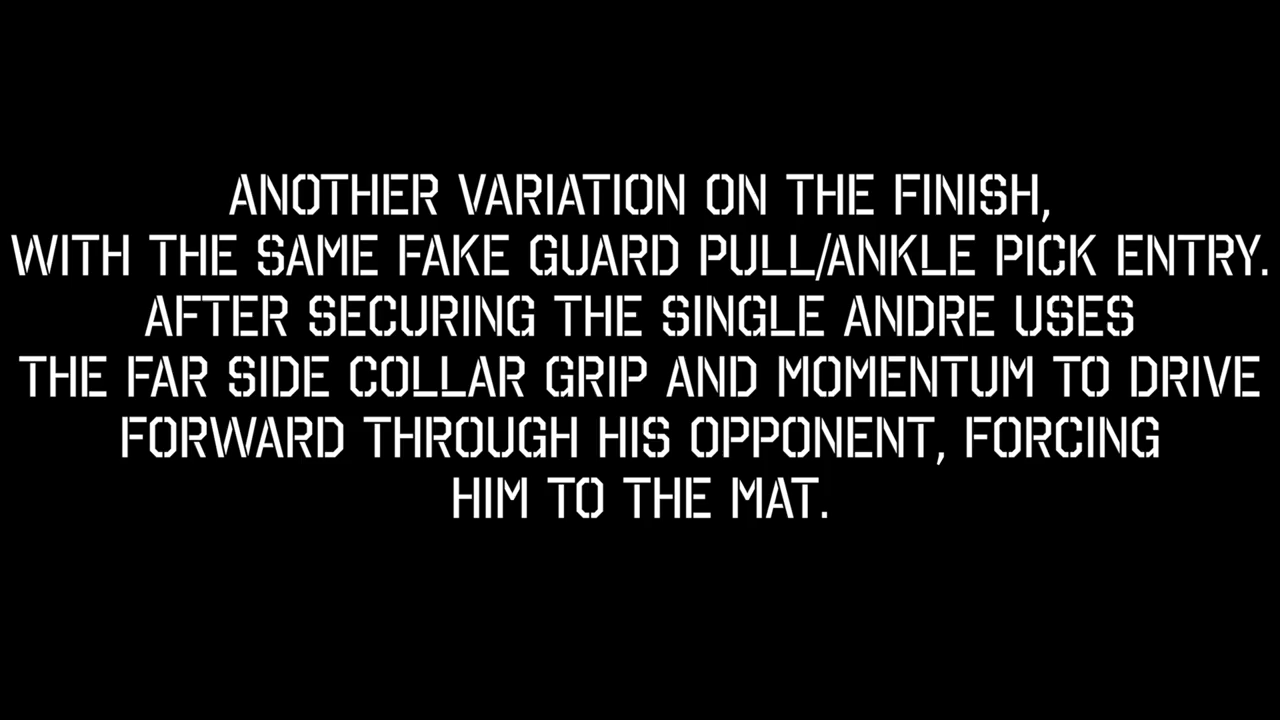 ANOTHER VARIATION ON THE FINISH,
WITH THE SAME FAKE GUARD PULL/ANKLE PICK ENTRY.
AFTER SECURING THE SINGLE ANDRE USES
THE FAR SIDE COLLAR GRIP AND MOMENTUM TO DRIVE
FORWARD THROUGH HIS OPPONENT, FORCING
HIM TO THE MAT.